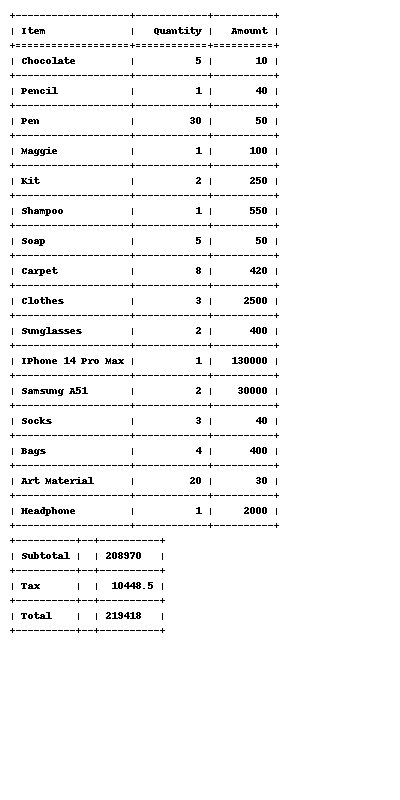 Item Quantity Amount
Chocolate 5 10
Pencil 1 40
Pen 30 50
Maggie 1 100
Kit 2 250
Shampoo 1 550
Soap 5 50
Carpet 8 420
Clothes 3 2500
Sunglasses 2 400
IPhone 14 Pro Max 1 130000
Samsung A51 2 30000
Socks 3 40
Bags 4 400
Art Material 20 30
Headphone 1 2000
Subtotal 208970
Tax 10448.5
Total 219418